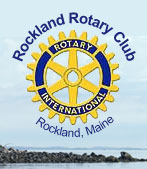 Rockland Rotary Club
ROTARY
INTERNATIONAL
Rockland, Maine